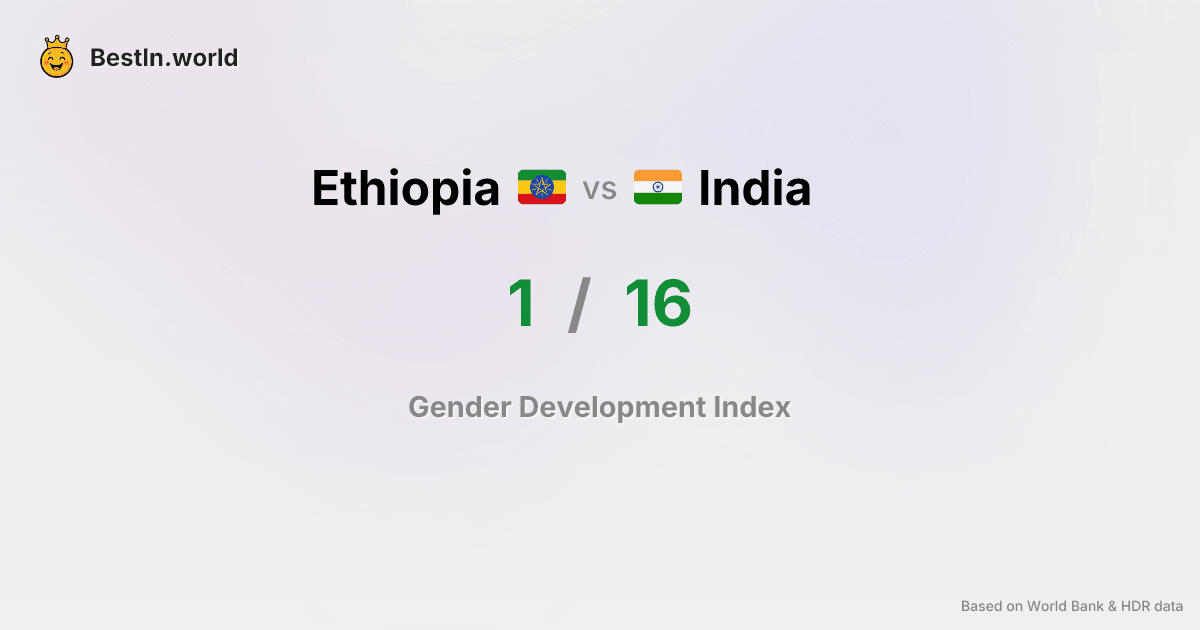 BestIn.world
Ethiopia vs India
1 / 16
Gender Development Index
Based on World Bank & HDR data